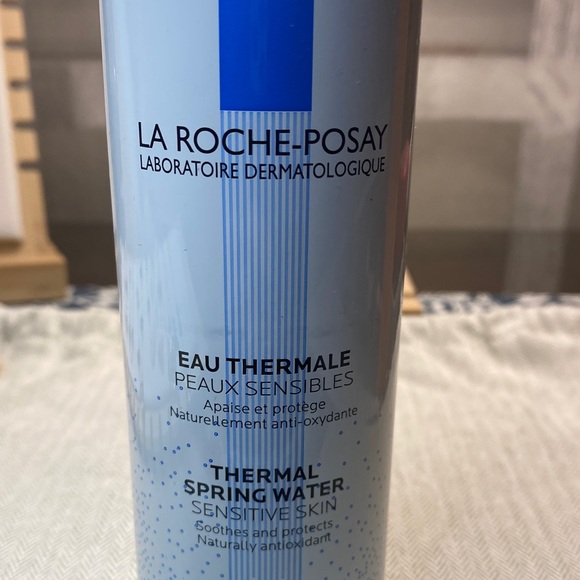 LA ROCHE-POSAY
LABORATOIRE DERMATOLOGIQUE
EAU THERMALE
PEAUX SENSIBLES
Apaise et protège
Naturellement anti-oxydante
THERMAL
SPRING WATER
SENSITIVE SKIN
Soothes and protects
Naturally antioxidant